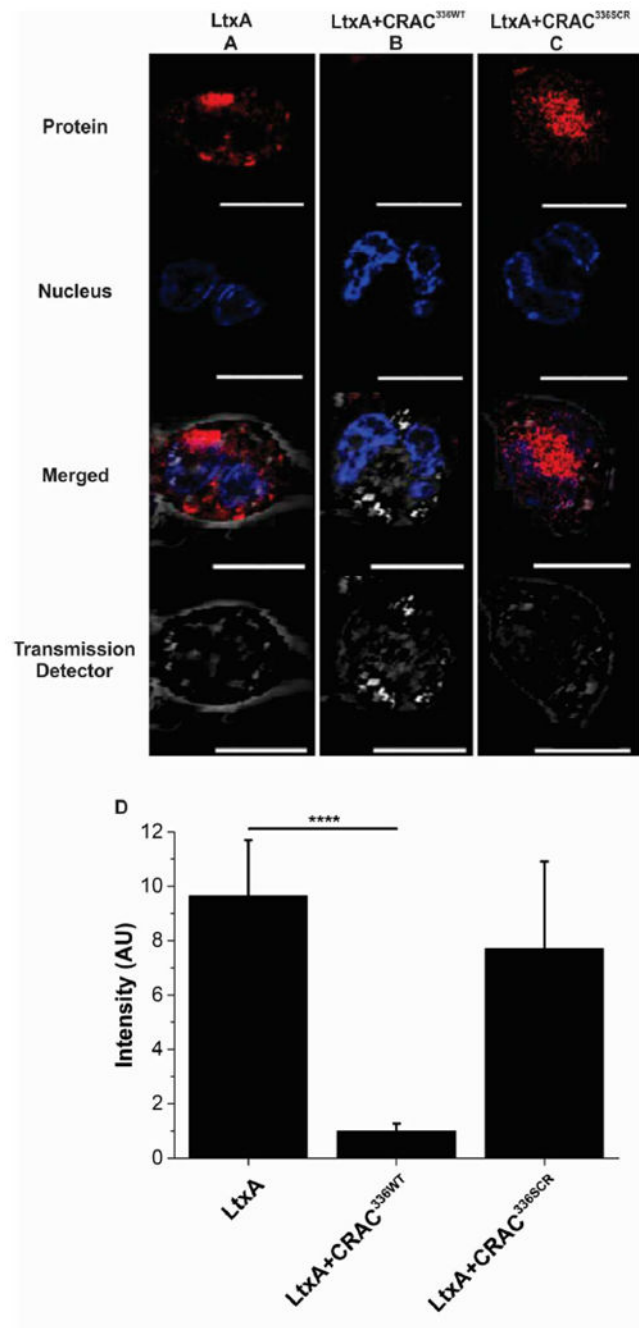 LtxA LtxA+CRAC³³⁶ᵂᵀ LtxA+CRAC³³⁶ˢᶜᴿ
A B C
Protein
Nucleus
Merged
Transmission
Detector
D
****
12
10
8
6
4
2
0
Intensity (AU)
LtxA
LtxA+CRAC³³⁶ᵂᵀ
LtxA+CRAC³³⁶ˢᶜᴿ